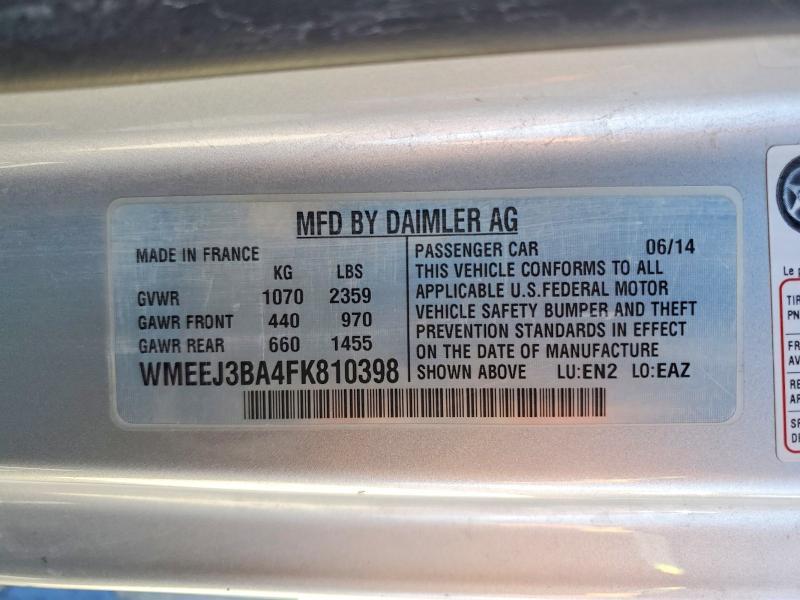 MFD BY DAIMLER AG
MADE IN FRANCE
KG LBS
GVWR 1070 2359
GAWR FRONT 440 970
GAWR REAR 660 1455
WMEEJ3BA4FK810398
PASSENGER CAR 06/14
THIS VEHICLE CONFORMS TO ALL
APPLICABLE U.S.FEDERAL MOTOR
VEHICLE SAFETY BUMPER AND THEFT
PREVENTION STANDARDS IN EFFECT
ON THE DATE OF MANUFACTURE
SHOWN ABOVE LU:EN2 LO:EAZ
Le